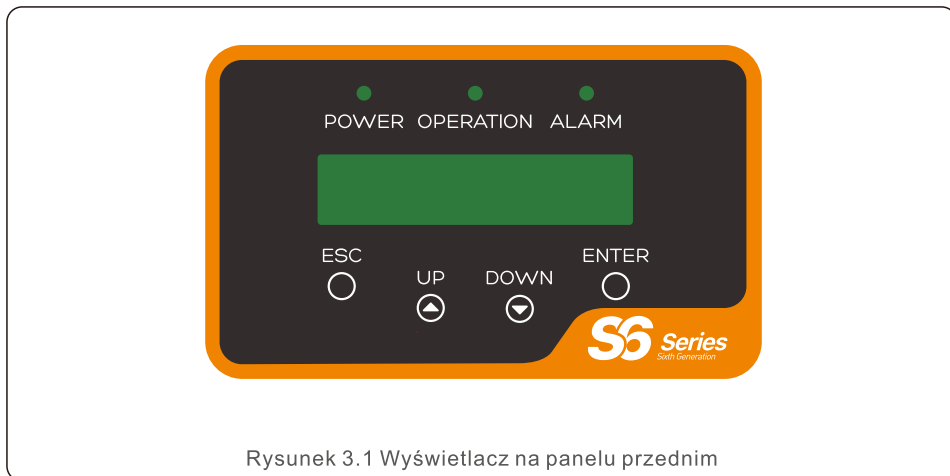 POWER OPERATION ALARM
ESC ENTER
UP DOWN
S6 Series
Sixth Generation
Rysunek 3.1 Wyświetlacz na panelu przednim